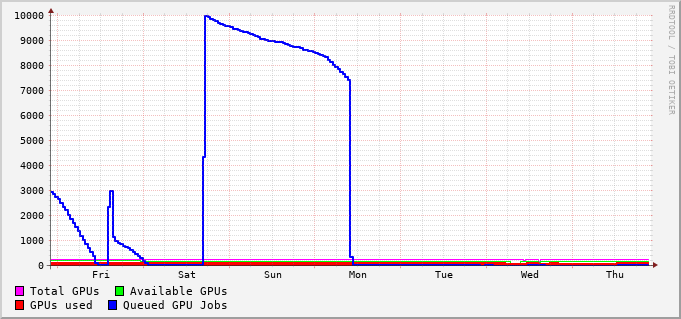 10000
9000
8000
7000
6000
5000
4000
3000
2000
1000
0
Fri Sat Sun Mon Tue Wed Thu
Total GPUs Available GPUs
GPUs used Queued GPU Jobs
RRDTOOL / TOBI OETIKER